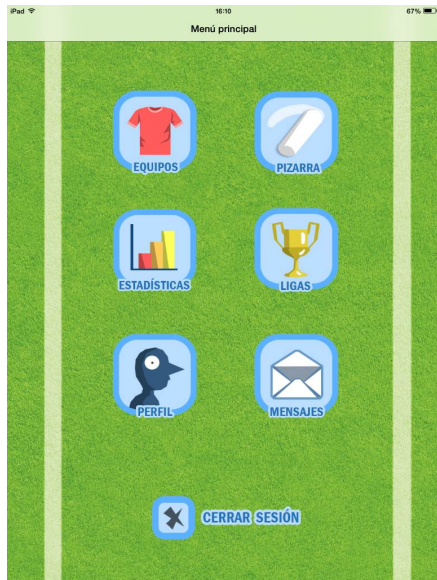 iPad 16:10 67%
Menú principal
EQUIPOS PIZARRA
ESTADÍSTICAS LIGAS
PERFIL MENSAJES
CERRAR SESIÓN